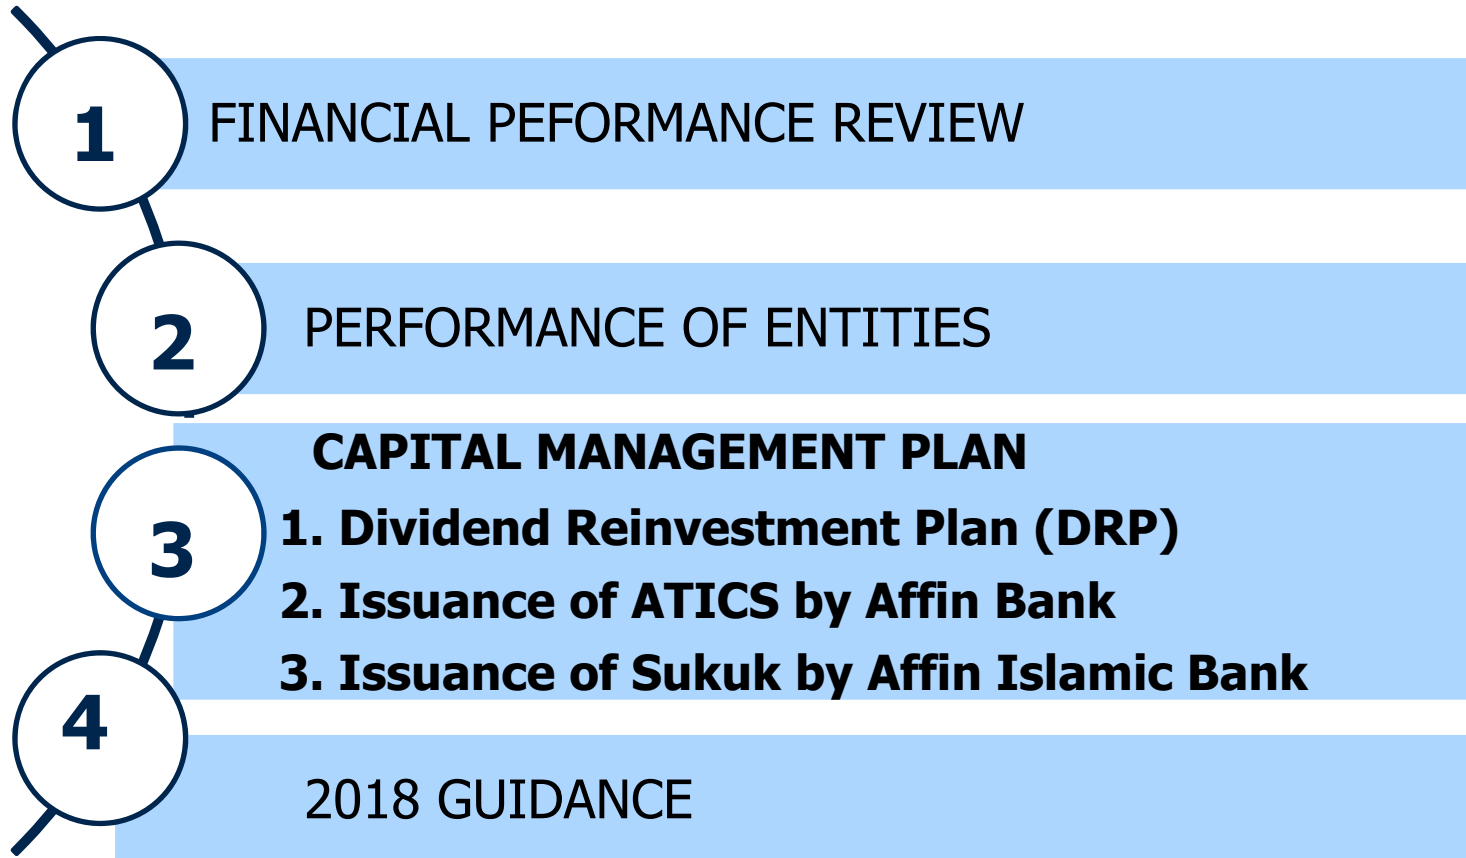 1
FINANCIAL PEFORMANCE REVIEW
2
PERFORMANCE OF ENTITIES
3
CAPITAL MANAGEMENT PLAN
1. Dividend Reinvestment Plan (DRP)
2. Issuance of ATICS by Affin Bank
3. Issuance of Sukuk by Affin Islamic Bank
4
2018 GUIDANCE